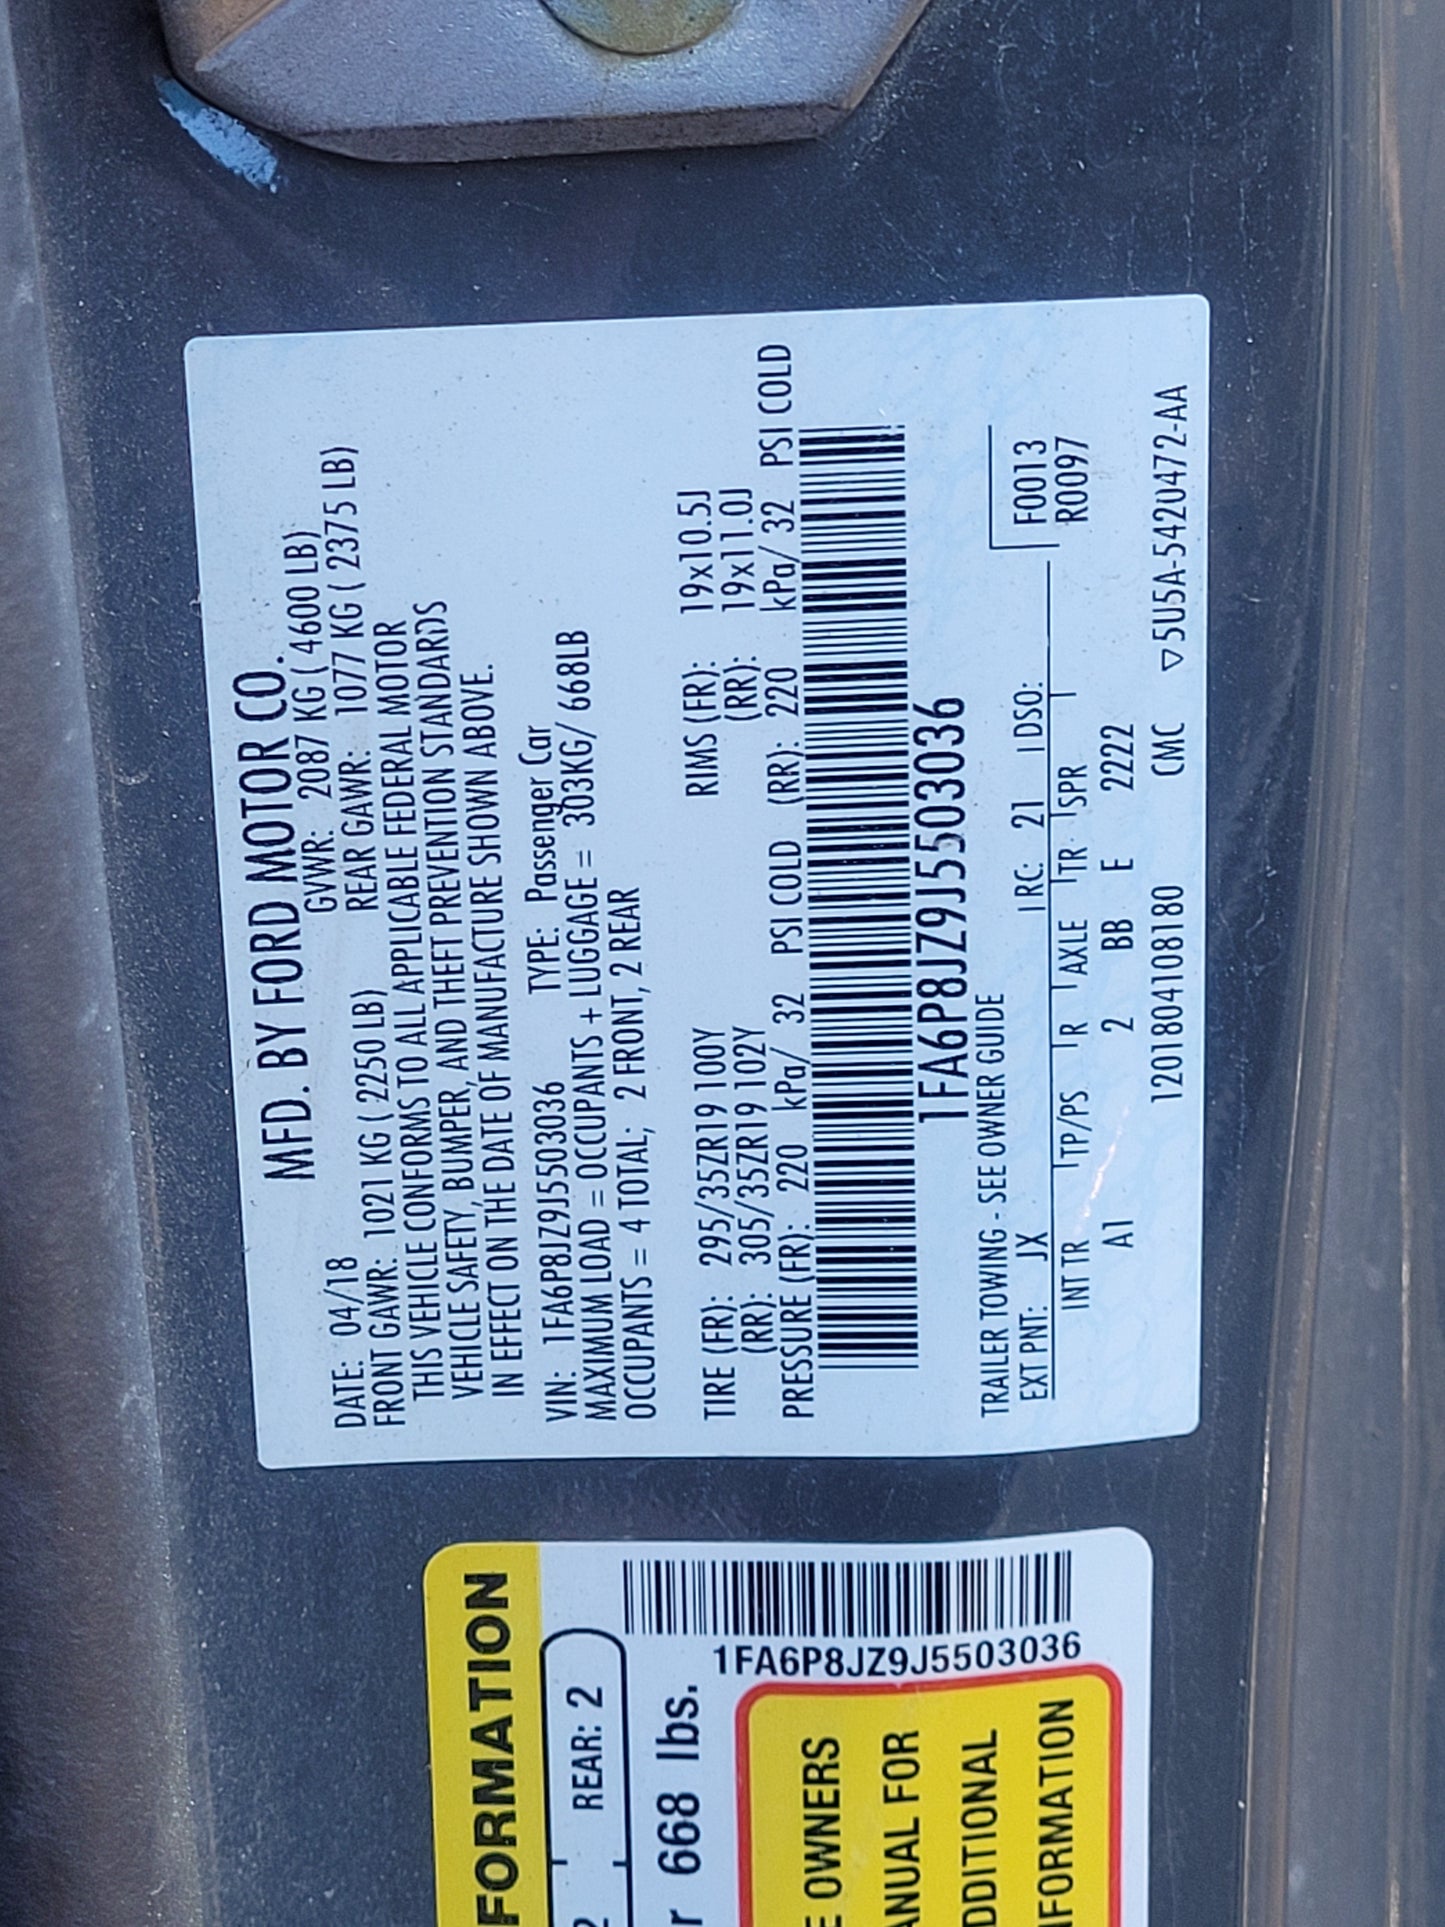 MFD. BY FORD MOTOR CO.
DATE: 04/18 GVWR: 2087 KG ( 4600 LB)
FRONT GAWR: 1021 KG ( 2250 LB) REAR GAWR: 1077 KG ( 2375 LB)
THIS VEHICLE CONFORMS TO ALL APPLICABLE FEDERAL MOTOR
VEHICLE SAFETY, BUMPER, AND THEFT PREVENTION STANDARDS
IN EFFECT ON THE DATE OF MANUFACTURE SHOWN ABOVE.
VIN: 1FA6P8JZ9J5503036 TYPE: Passenger Car
MAXIMUM LOAD = OCCUPANTS + LUGGAGE = 303KG/ 668LB
OCCUPANTS = 4 TOTAL; 2 FRONT, 2 REAR
TIRE (FR): 295/35ZR19 100Y RIMS (FR): 19x10.5J
(RR): 305/35ZR19 102Y (RR): 19x11.0J
PRESSURE (FR): 220 kPa/ 32 PSI COLD (RR): 220 kPa/ 32 PSI COLD
1FA6P8JZ9J5503036
TRAILER TOWING - SEE OWNER GUIDE
EXT PNT: JX RC: 21 DSO: F0013
R0097
INT TR TP/PS R AXLE TR SPR
A1 2 BB E 2222
12018041081 80 CMC ▽5U5A-5420472-AA
FORMATION
REAR: 2
r 668 lbs.
1FA6P8JZ9J5503036
E OWNERS
ANUAL FOR
DDITIONAL
FORMATION